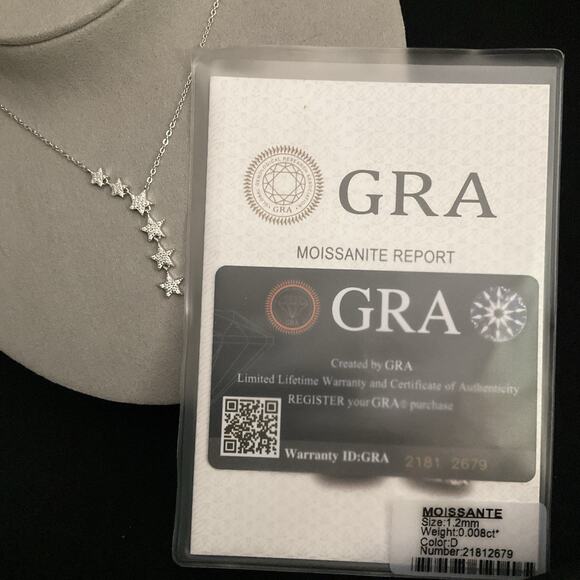 GRA
GRA
MOISSANITE REPORT
GRA
Created by GRA
Limited Lifetime Warranty and Certificate of Authenticity
REGISTER your GRA® purchase
Warranty ID:GRA 2181 2679
MOISSANTE
Size:1.2mm
Weight:0.008ct*
Color:D
Number:21812679